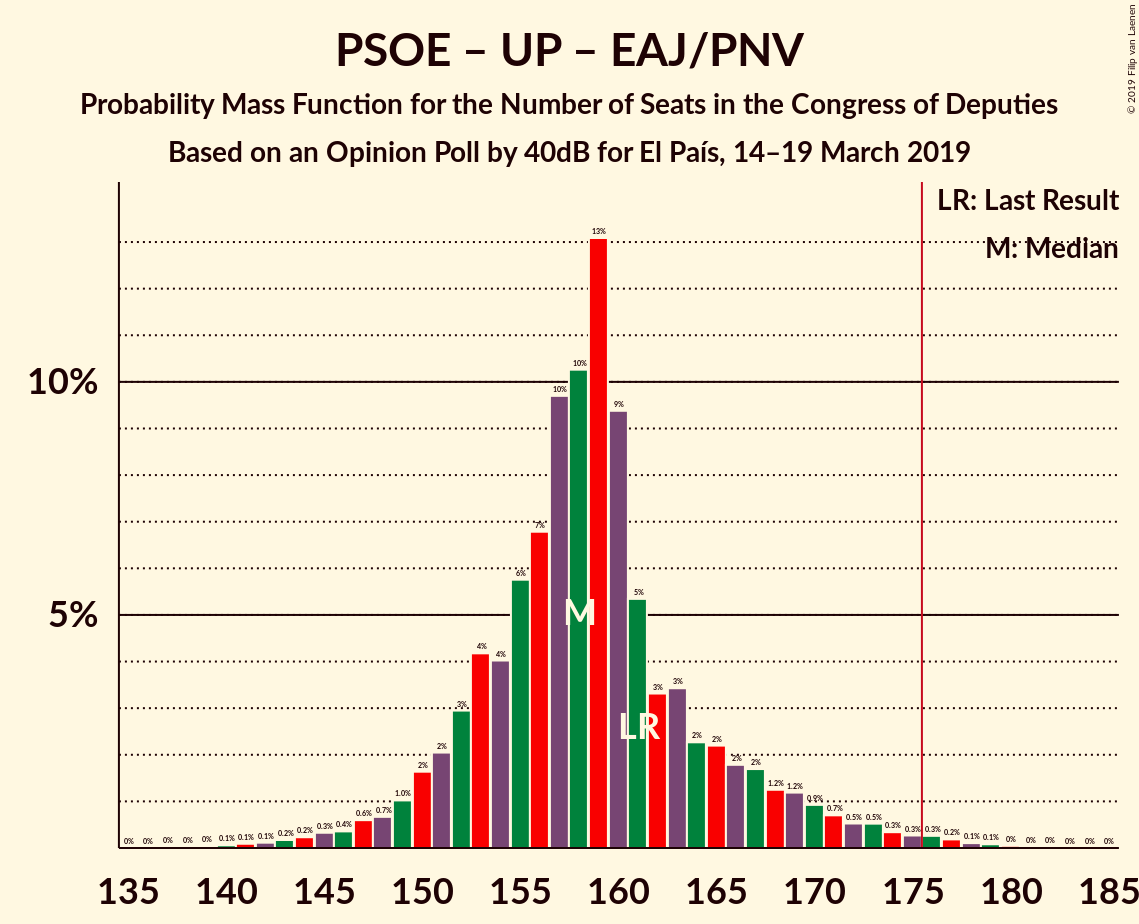 PSOE – UP – EAJ/PNV
Probability Mass Function for the Number of Seats in the Congress of Deputies
Based on an Opinion Poll by 40dB for El País, 14–19 March 2019
© 2019 Filip van Laenen
LR: Last Result
M: Median
10%
5%
0% 0% 0% 0% 0% 0.1% 0.1% 0.1% 0.2% 0.2% 0.3% 0.4% 0.6% 0.7% 1.0% 2% 2% 3% 4% 4% 6% 7% 10% 10% 13% 9% 5% 3% 3% 2% 2% 2% 2% 1.2% 1.2% 0.9% 0.7% 0.5% 0.5% 0.3% 0.3% 0.3% 0.2% 0.1% 0.1% 0% 0% 0% 0% 0% 0%
M
LR
135 140 145 150 155 160 165 170 175 180 185